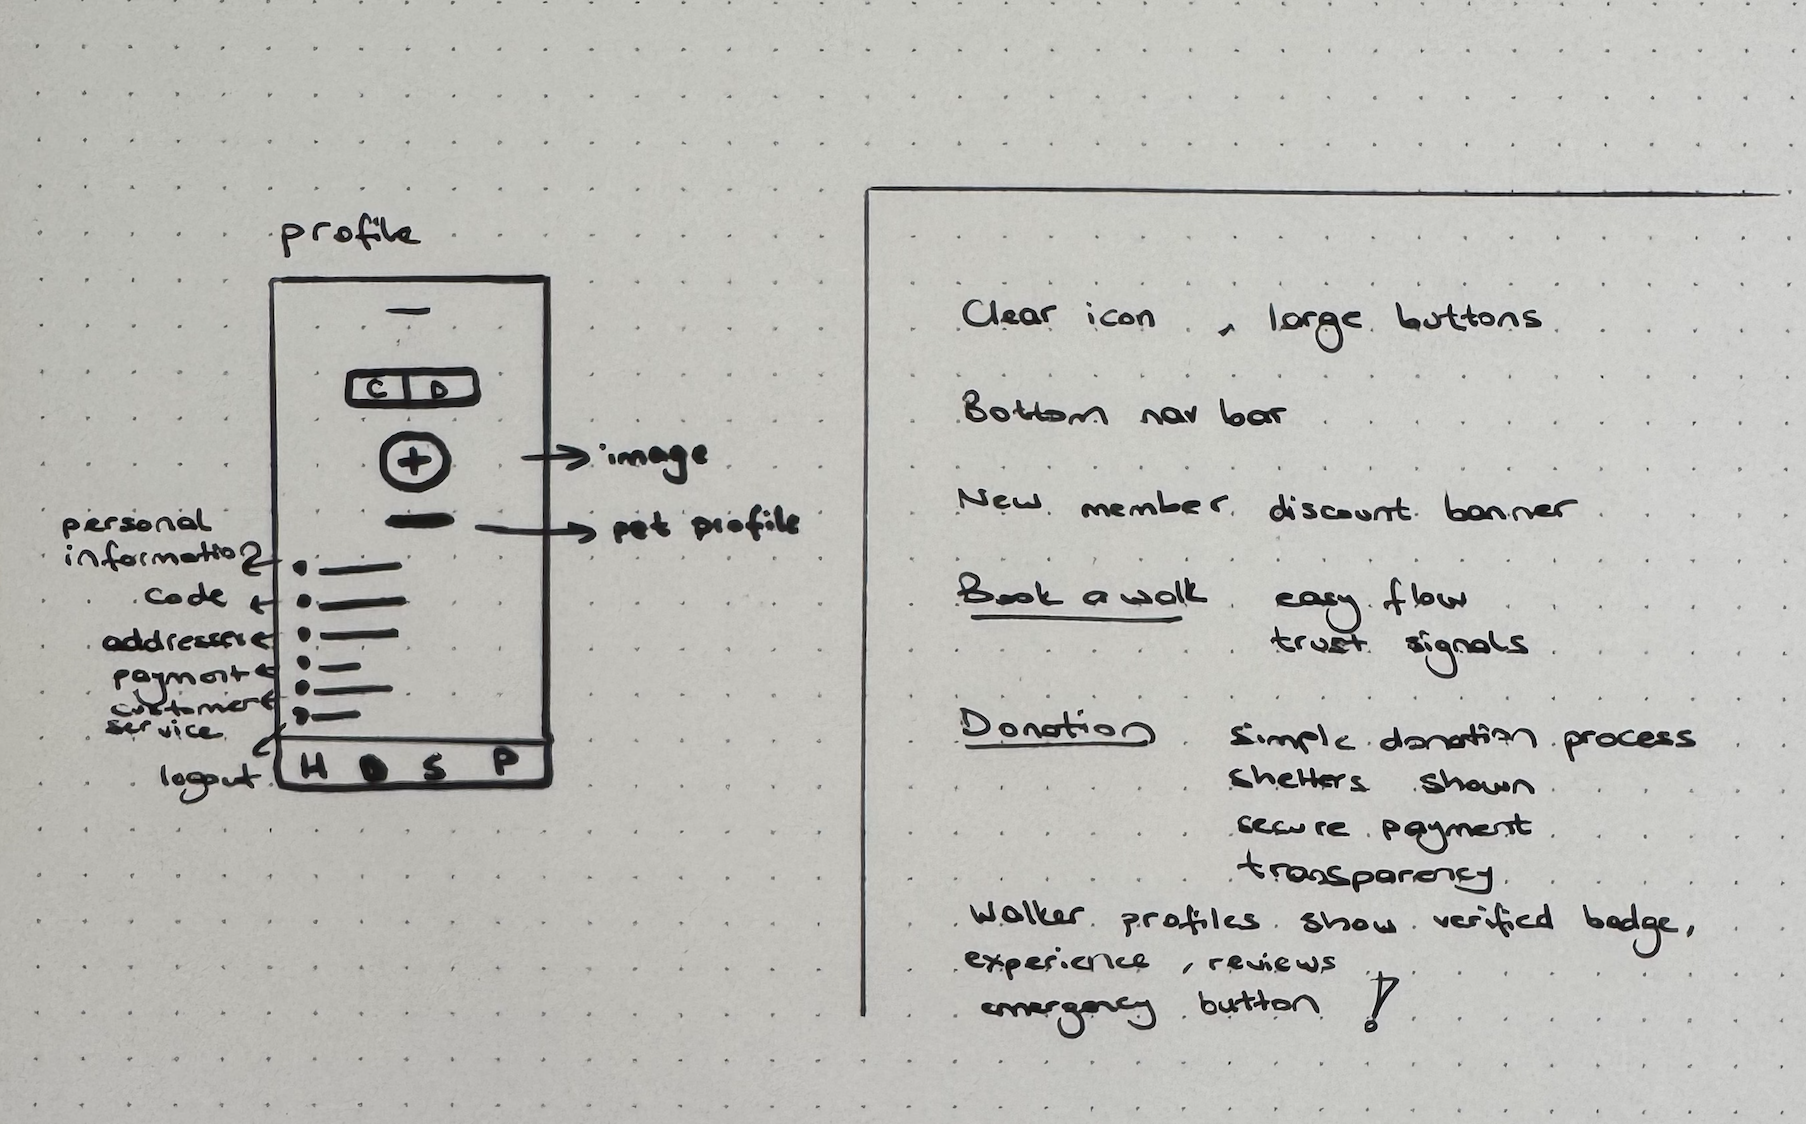 profile
C D
+
image
pet profile
personal
information
code
payment
customer
service
logout
H S P
Clear icon , large buttons
Bottom nav bar
New member discount banner
Book a walk easy flow
trust signals
Donation simple donation process
shelters shown
secure payment
transparency
Walker profiles show verified badge,
experience , reviews
emergency button !